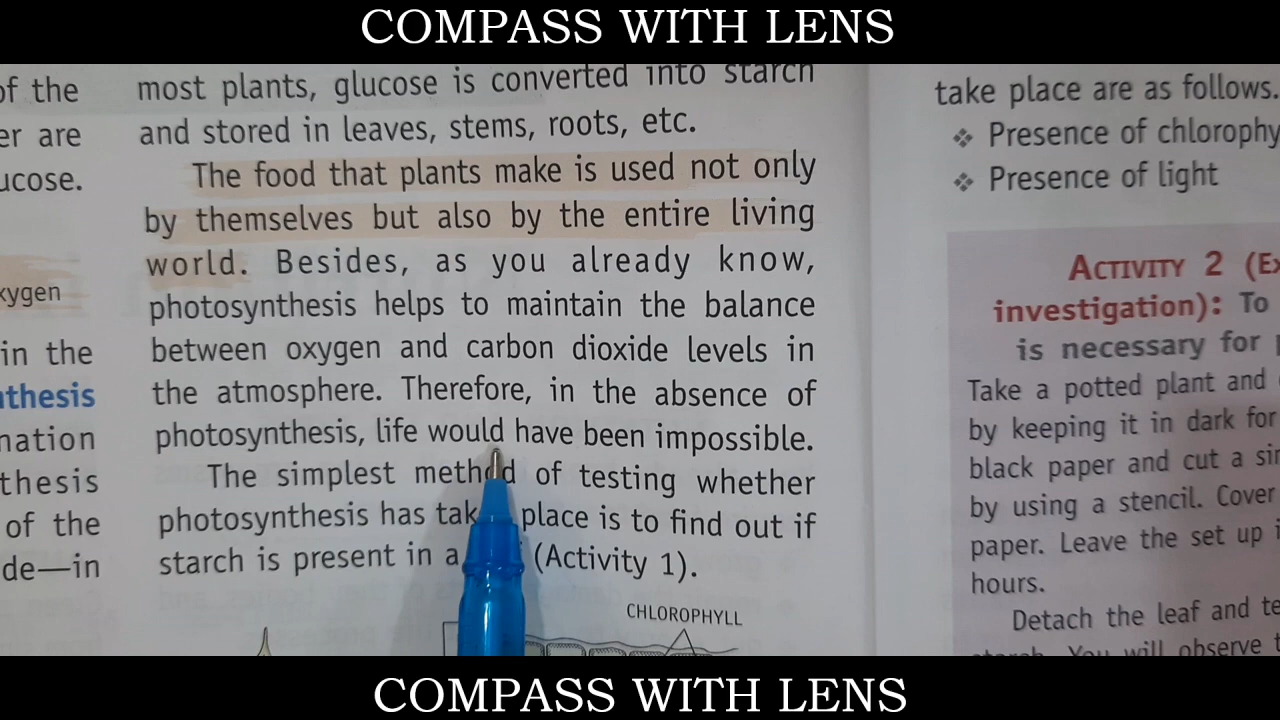 COMPASS WITH LENS
of the
er are
ucose.
xygen
in the
thesis
nation
thesis
of the
de—in
most plants, glucose is converted into starch
and stored in leaves, stems, roots, etc.
The food that plants make is used not only
by themselves but also by the entire living
world. Besides, as you already know,
photosynthesis helps to maintain the balance
between oxygen and carbon dioxide levels in
the atmosphere. Therefore, in the absence of
photosynthesis, life would have been impossible.
The simplest method of testing whether
photosynthesis has tak place is to find out if
starch is present in a (Activity 1).
CHLOROPHYLL
take place are as follows.
❖ Presence of chlorophy
❖ Presence of light
ACTIVITY 2 (Ex
investigation): To
is necessary for
Take a potted plant and
by keeping it in dark for
black paper and cut a sim
by using a stencil. Cover
paper. Leave the set up i
hours.
Detach the leaf and te
starch. You will observe t
COMPASS WITH LENS